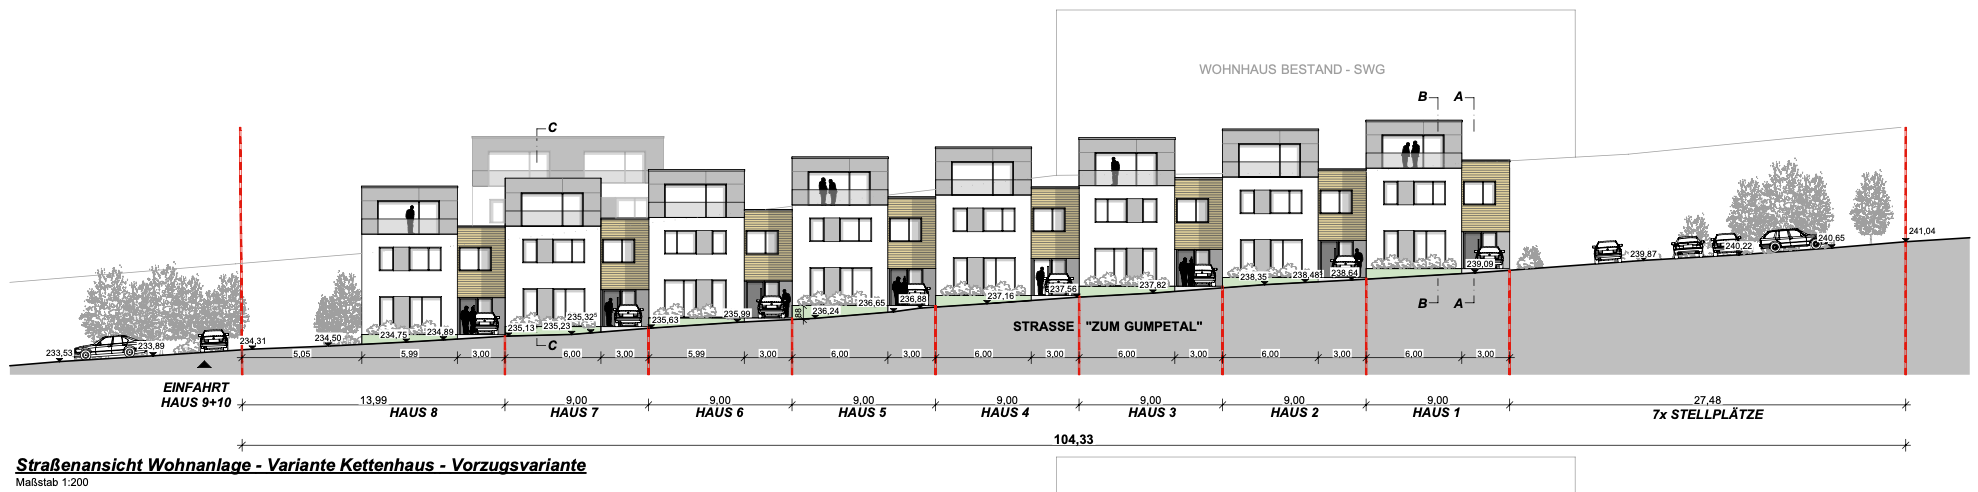 WOHNHAUS BESTAND - SWG
B A
C
241,04
240,65
240,22
239,87
239,09
238,64
238,48
238,35
237,82
237,56
237,16
236,88
236,65
236,24
,88
235,99
235,63
235,32⁵
235,23
235,13
234,89
234,75
234,50
234,31
233,89
233,53
B A
C
STRASSE "ZUM GUMPETAL"
5,05 5,99 3,00 6,00 3,00 5,99 3,00 6,00 3,00 6,00 3,00 6,00 3,00 6,00 3,00 6,00 3,00
EINFAHRT
HAUS 9+10
13,99 9,00 9,00 9,00 9,00 9,00 9,00 9,00 27,48
HAUS 8 HAUS 7 HAUS 6 HAUS 5 HAUS 4 HAUS 3 HAUS 2 HAUS 1 7x STELLPLÄTZE
104,33
Straßenansicht Wohnanlage - Variante Kettenhaus - Vorzugsvariante
Maßstab 1:200